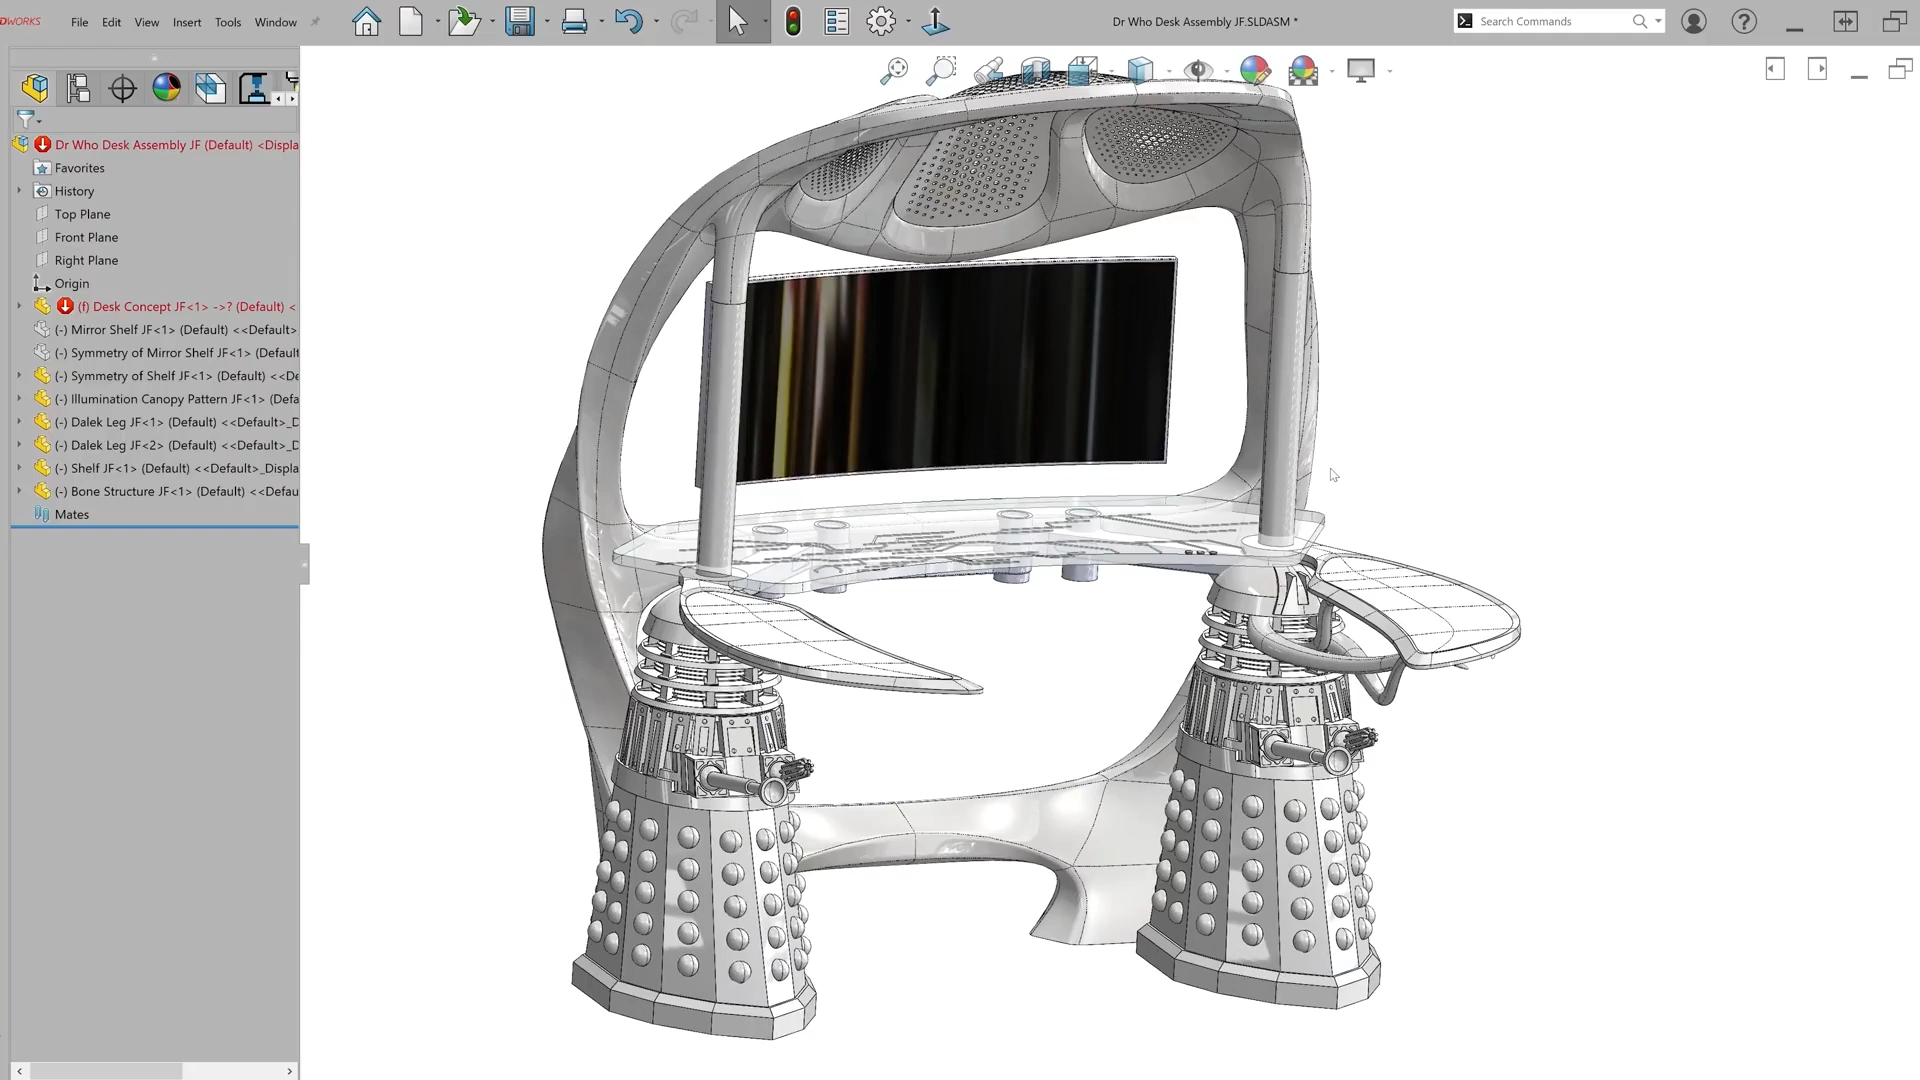 DWORKS File Edit View Insert Tools Window Dr Who Desk Assembly JF.SLDASM * Search Commands
Dr Who Desk Assembly JF (Default) <Displa
Favorites
History
Top Plane
Front Plane
Right Plane
Origin
(f) Desk Concept JF<1> ->? (Default) <
(-) Mirror Shelf JF<1> (Default) <<Default>
(-) Symmetry of Mirror Shelf JF<1> (Default
(-) Symmetry of Shelf JF<1> (Default) <<De
(-) Illumination Canopy Pattern JF<1> (Defa
(-) Dalek Leg JF<1> (Default) <<Default>_D
(-) Dalek Leg JF<2> (Default) <<Default>_D
(-) Shelf JF<1> (Default) <<Default>_Displa
(-) Bone Structure JF<1> (Default) <<Defau
Mates